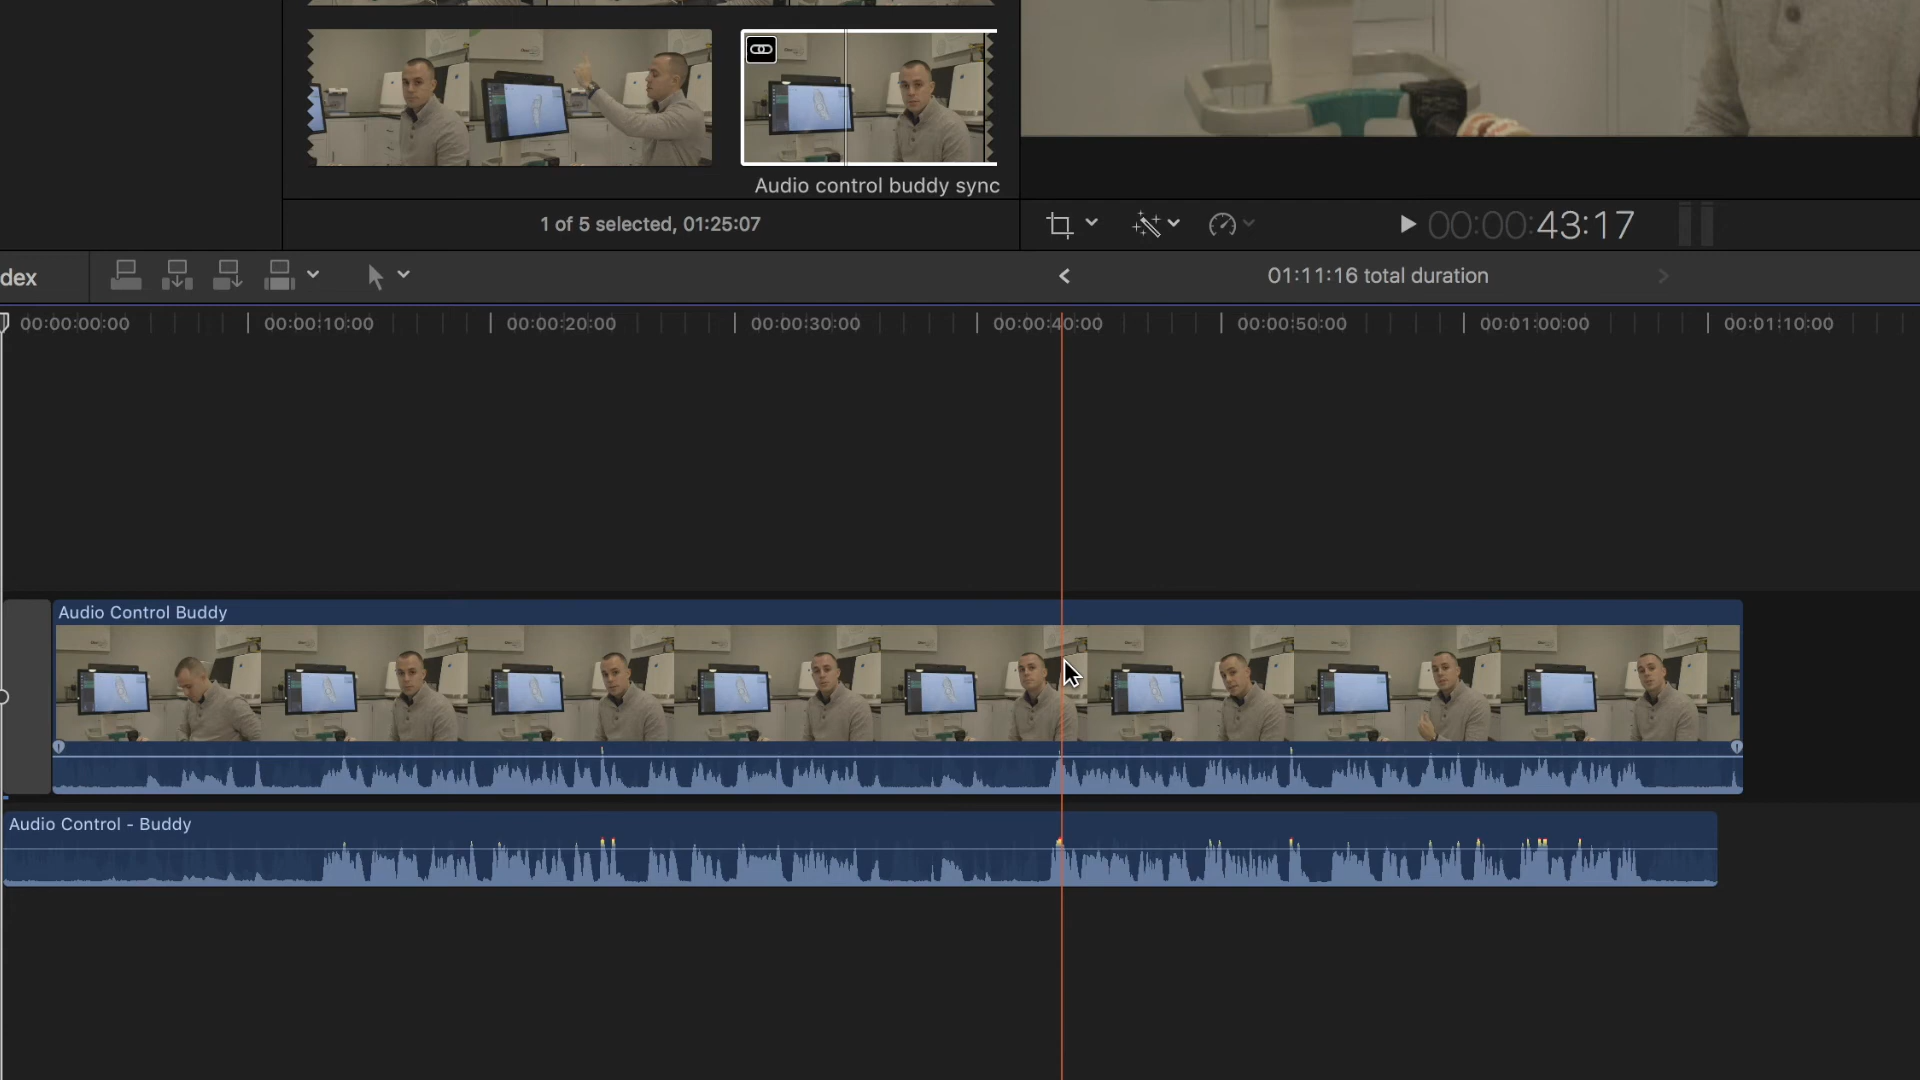 Audio control buddy sync
1 of 5 selected, 01:25:07
00:00:43:17
dex
01:11:16 total duration
00:00:00:00 00:00:10:00 00:00:20:00 00:00:30:00 00:00:40:00 00:00:50:00 00:01:00:00 00:01:10:00
Audio Control Buddy
Audio Control - Buddy